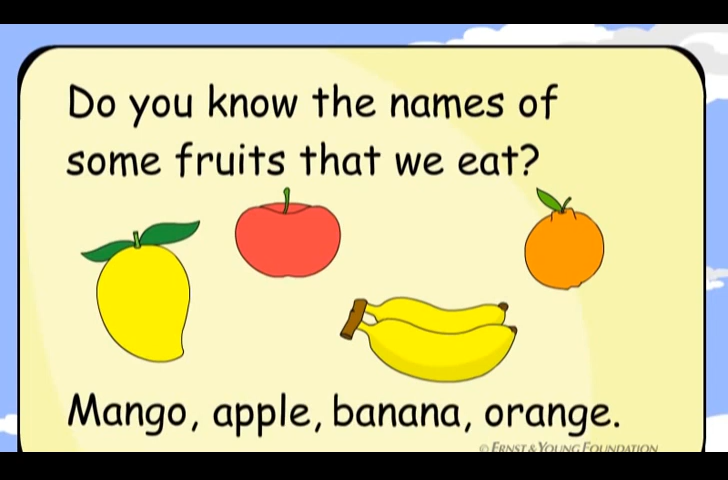 Do you know the names of
some fruits that we eat?
Mango, apple, banana, orange.
© ERNST & YOUNG FOUNDATION